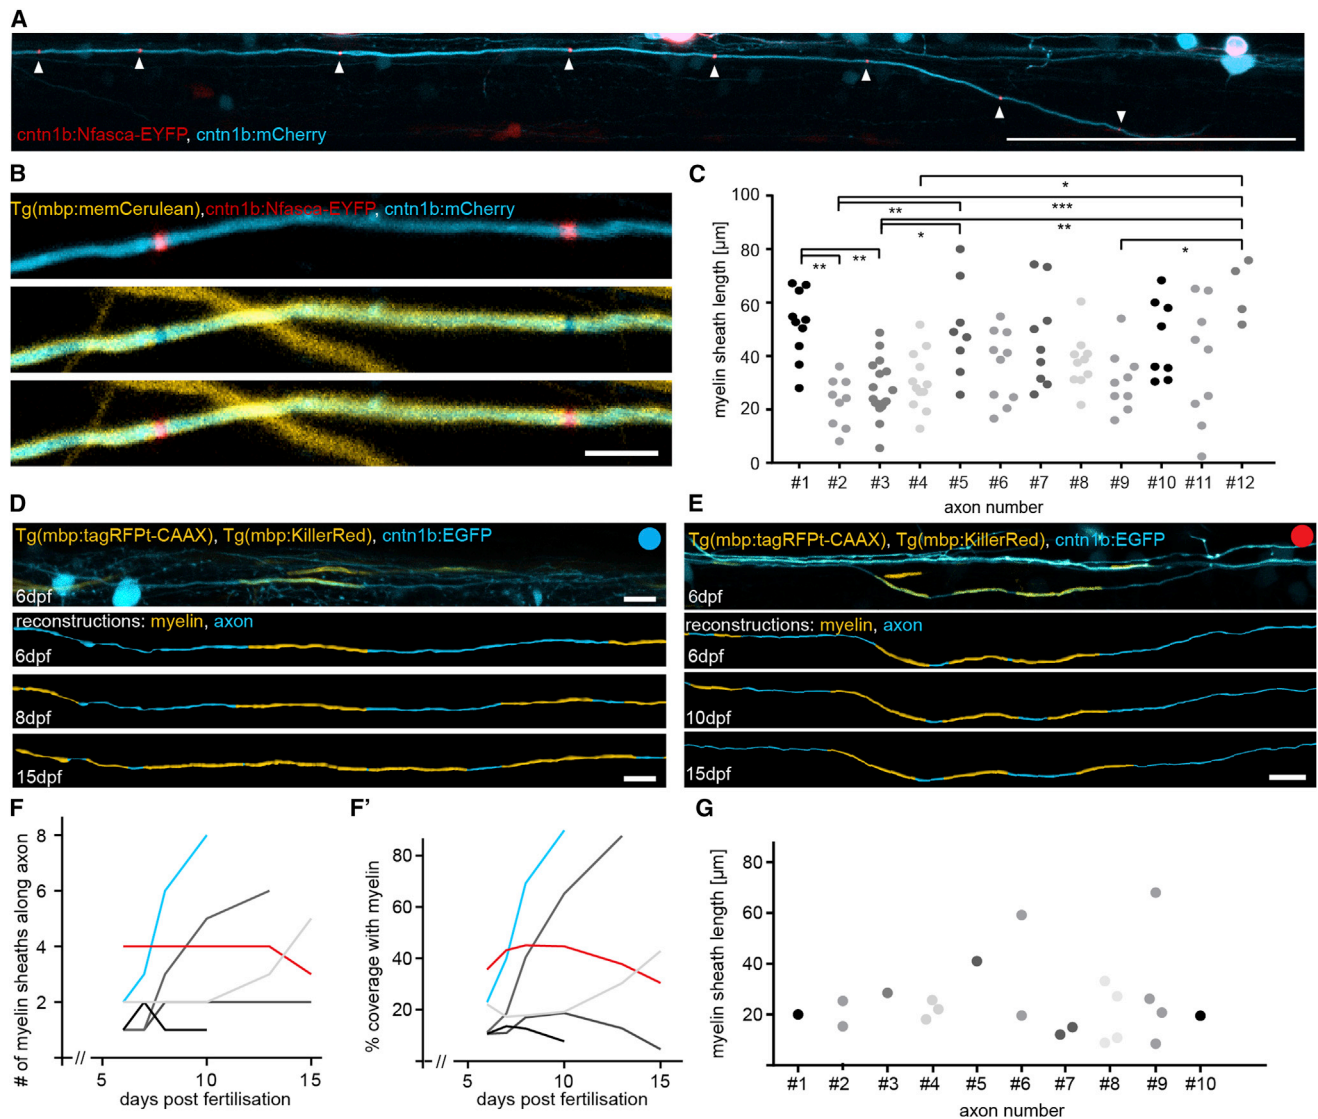 A
cntn1b:Nfasca-EYFP, cntn1b:mCherry
B
Tg(mbp:memCerulean),cntn1b:Nfasca-EYFP, cntn1b:mCherry
C
myelin sheath length [µm]
100
80
60
40
20
0
*
***
**
**
*
*
**
**
#1 #2 #3 #4 #5 #6 #7 #8 #9 #10 #11 #12
axon number
D
Tg(mbp:tagRFPt-CAAX), Tg(mbp:KillerRed), cntn1b:EGFP
6dpf
reconstructions: myelin, axon
6dpf
8dpf
15dpf
E
Tg(mbp:tagRFPt-CAAX), Tg(mbp:KillerRed), cntn1b:EGFP
6dpf
reconstructions: myelin, axon
6dpf
10dpf
15dpf
F
# of myelin sheaths along axon
8
6
4
2
//
5 10 15
days post fertilisation
F'
% coverage with myelin
80
60
40
20
//
5 10 15
days post fertilisation
G
myelin sheath length [µm]
80
60
40
20
#1 #2 #3 #4 #5 #6 #7 #8 #9 #10
axon number